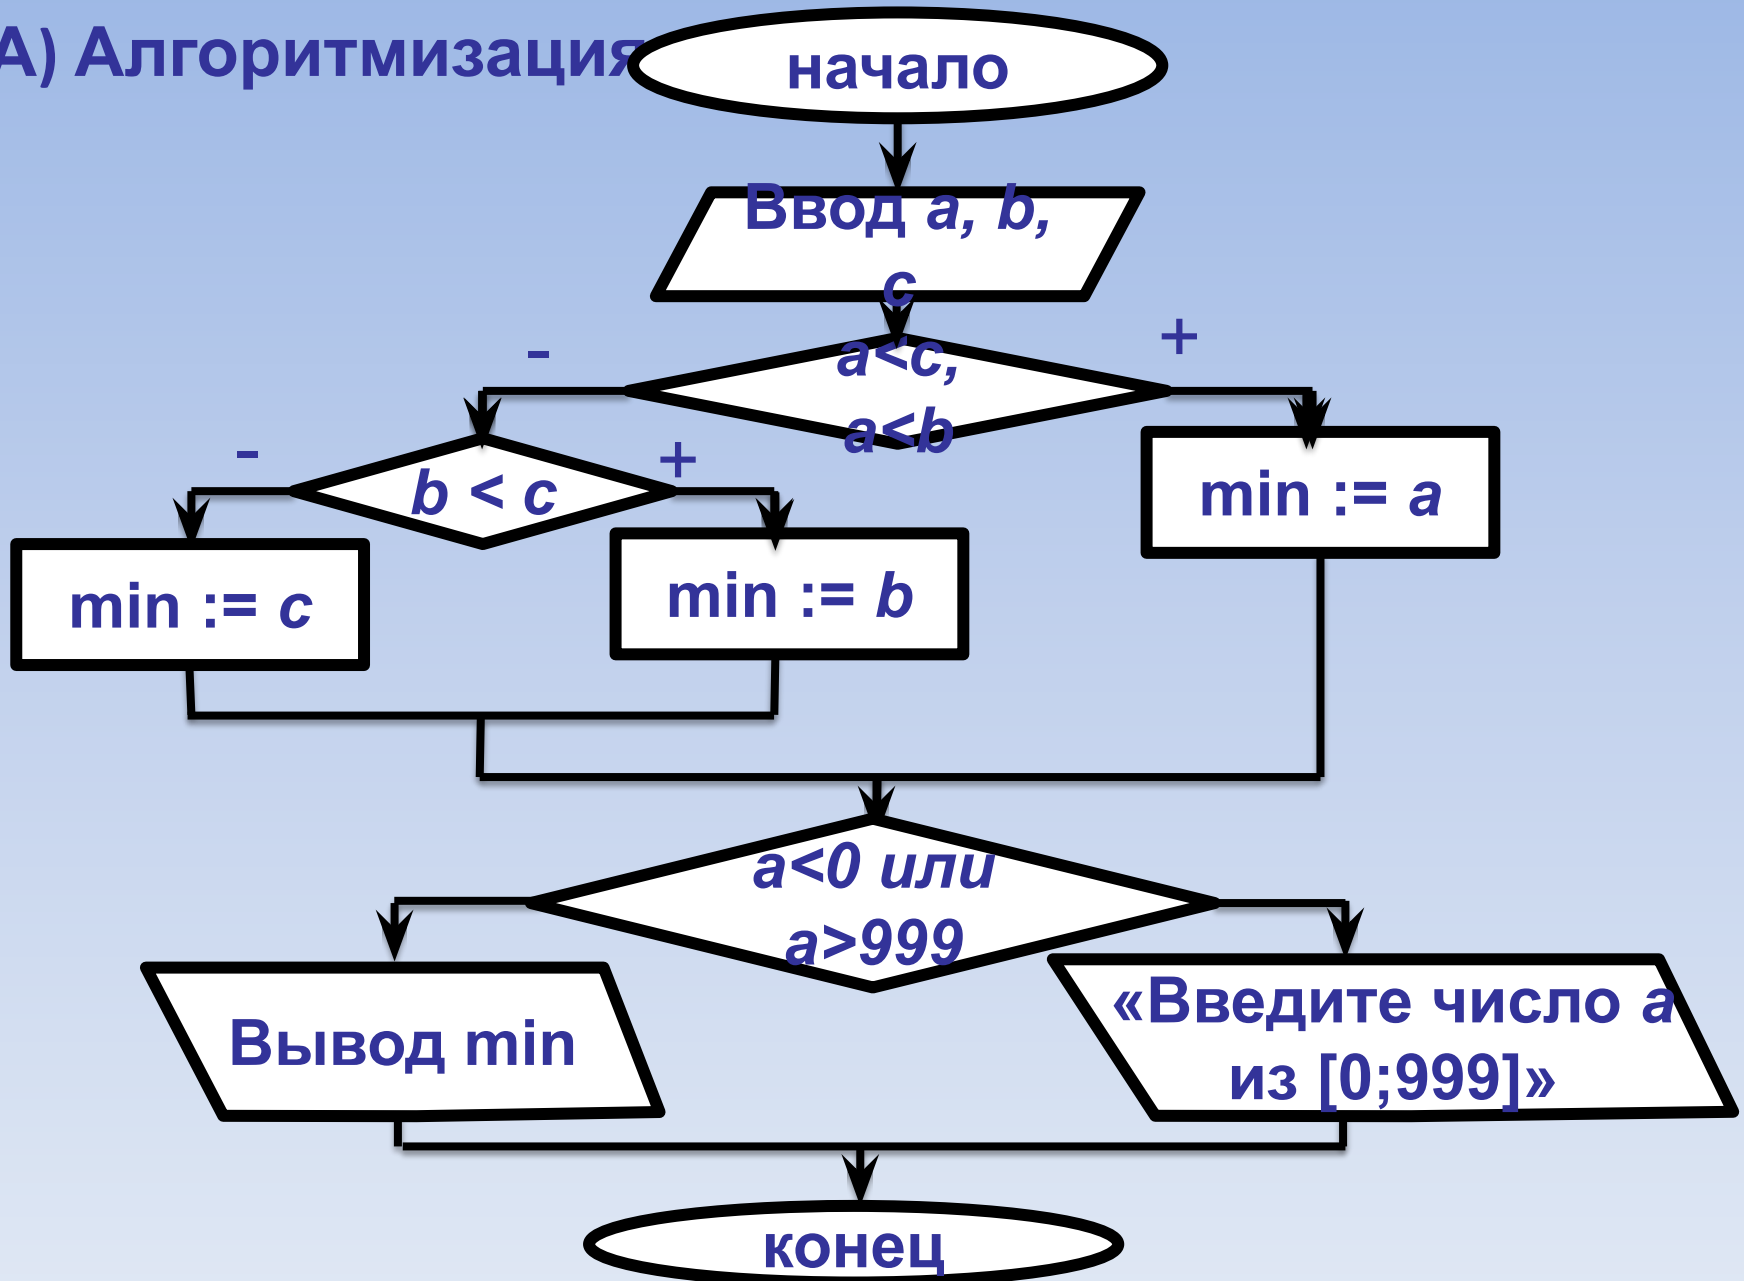 А) Алгоритмизация
начало
Ввод a, b,
c
a<c,
a<b
-
+
b < c
-
+
min := a
min := c
min := b
a<0 или
a>999
Вывод min
«Введите число a
из [0;999]»
конец